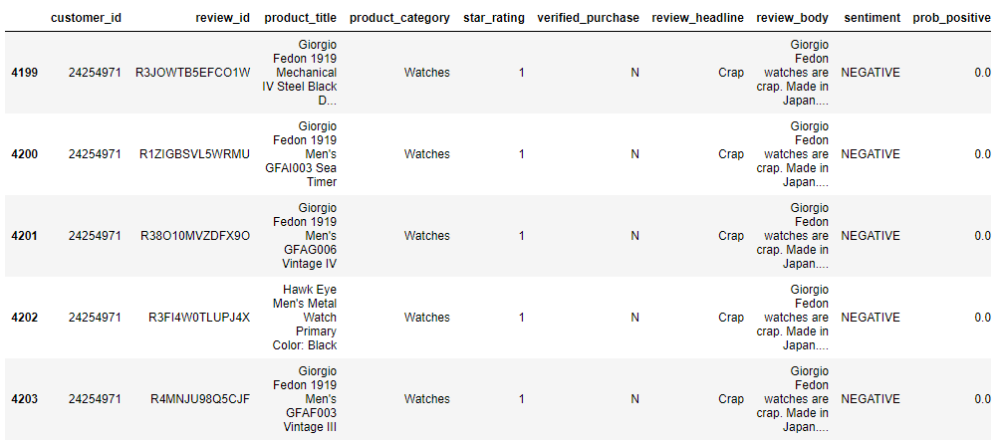 customer_id review_id product_title product_category star_rating verified_purchase review_headline review_body sentiment prob_positive
Giorgio Giorgio
Fedon 1919 Fedon
4199 24254971 R3JOWTB5EFCO1W Mechanical Watches 1 N Crap watches are NEGATIVE 0.0
IV Steel Black crap. Made in
D... Japan....
Giorgio Giorgio
Fedon 1919 Fedon
4200 24254971 R1ZIGBSVL5WRMU Men's Watches 1 N Crap watches are NEGATIVE 0.0
GFAI003 Sea crap. Made in
Timer Japan....
Giorgio Giorgio
Fedon 1919 Fedon
4201 24254971 R38O10MVZDFX9O Men's Watches 1 N Crap watches are NEGATIVE 0.0
GFAG006 crap. Made in
Vintage IV Japan....
Hawk Eye Giorgio
Men's Metal Fedon
4202 24254971 R3FI4W0TLUPJ4X Watch Watches 1 N Crap watches are NEGATIVE 0.0
Primary crap. Made in
Color: Black Japan....
Giorgio Giorgio
Fedon 1919 Fedon
4203 24254971 R4MNJU98Q5CJF Men's Watches 1 N Crap watches are NEGATIVE 0.0
GFAF003 crap. Made in
Vintage III Japan....